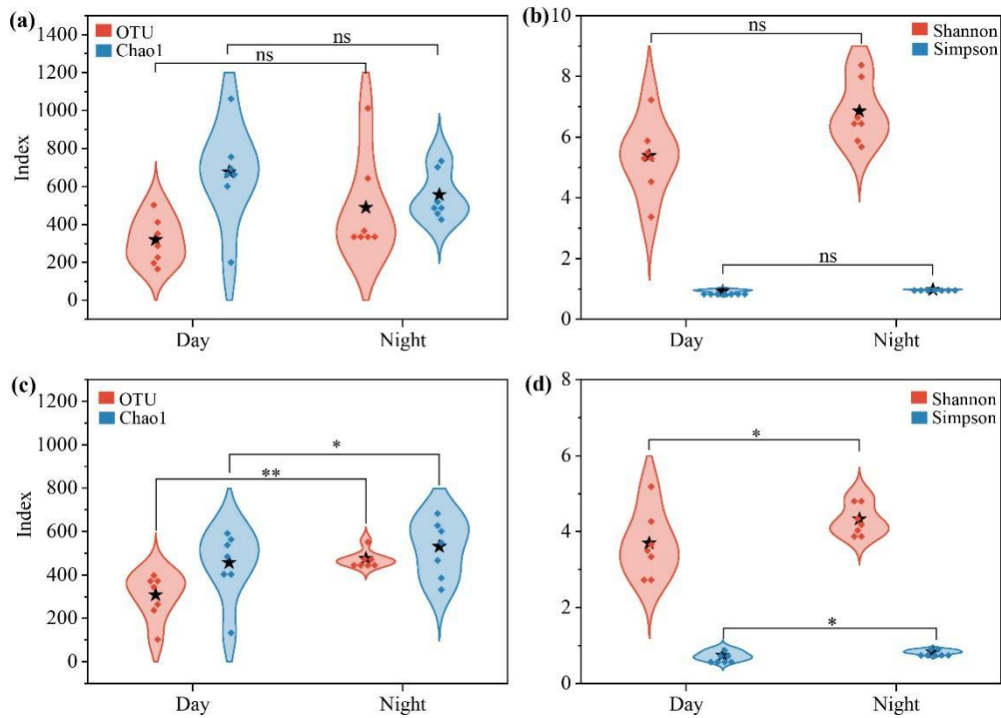 (a)
OTU
Chao1
ns
ns
1400
1200
1000
800
600
400
200
0
Index
Day
Night
(b)
Shannon
Simpson
ns
ns
10
8
6
4
2
0
Day
Night
(c)
OTU
Chao1
*
**
1200
1000
800
600
400
200
0
Index
Day
Night
(d)
Shannon
Simpson
*
*
8
6
4
2
0
Day
Night